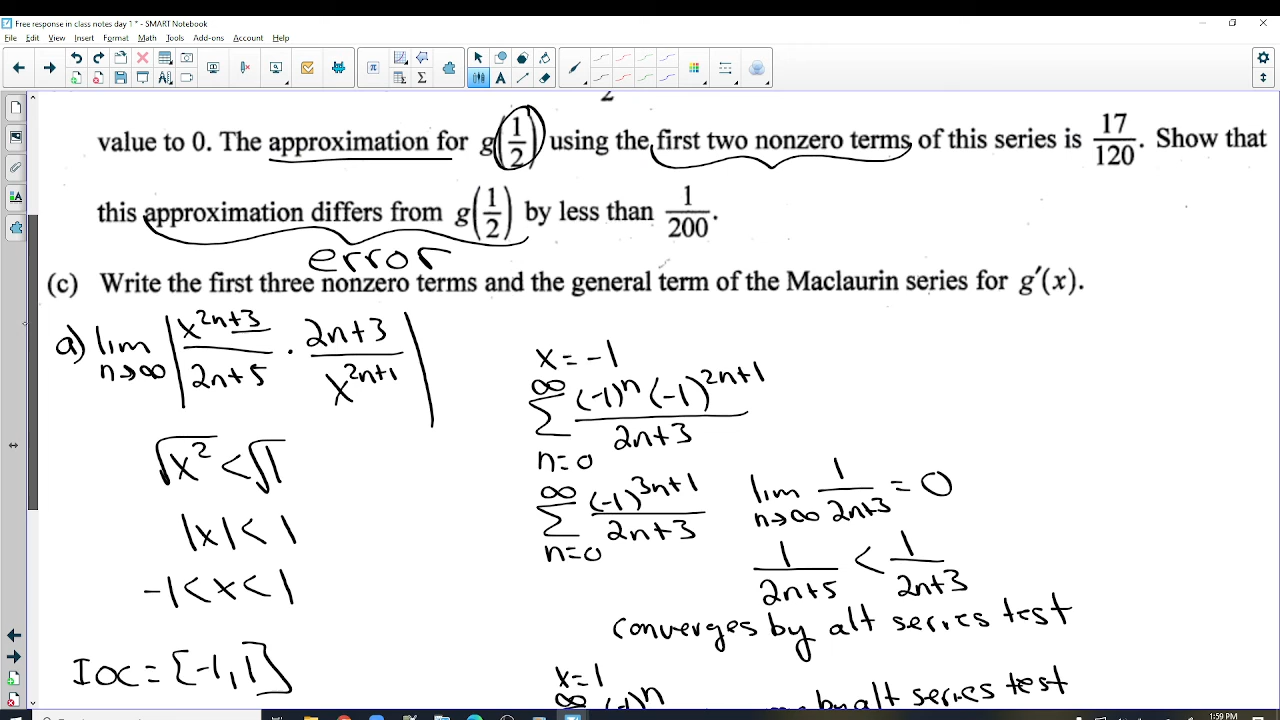 Free response in class notes day 1 * - SMART Notebook
File Edit View Insert Format Math Tools Add-ons Account Help
value to 0. The approximation for g(1/2) using the first two nonzero terms of this series is 17/120. Show that
this approximation differs from g(1/2) by less than 1/200.
error
(c) Write the first three nonzero terms and the general term of the Maclaurin series for g′(x).
a) lim n→∞ | x^(2n+3)/(2n+5) · (2n+3)/x^(2n+1) |
√x² < √1
|x| < 1
-1 < x < 1
IOC = [-1, 1]
x = -1
∞ Σ n=0 (-1)^n (-1)^(2n+1) / 2n+3
∞ Σ n=0 (-1)^(3n+1) / 2n+3
lim n→∞ 1/(2n+3) = 0
1/(2n+5) < 1/(2n+3)
converges by alt series test
x=1
∞ (-1)^n
by alt series test
1:59 PM